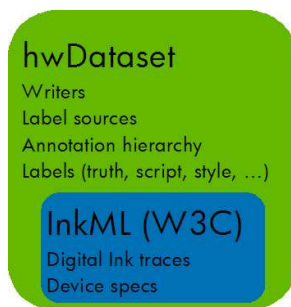 hwDataset
Writers
Label sources
Annotation hierarchy
Labels (truth, script, style, ...)
InkML (W3C)
Digital Ink traces
Device specs